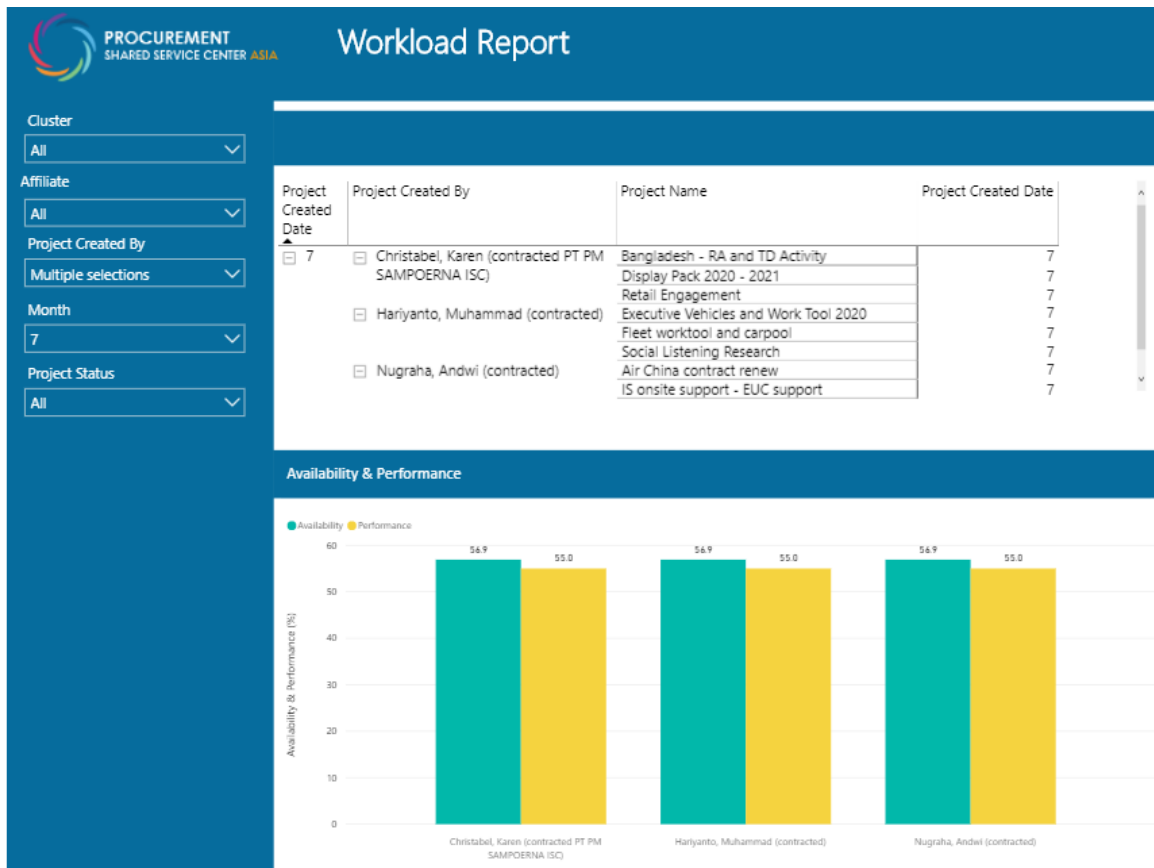 PROCUREMENT
SHARED SERVICE CENTER ASIA
Workload Report
Cluster
All
Affiliate
All
Project Created By
Multiple selections
Month
7
Project Status
All
Project Created Date
Project Created By
Project Name
Project Created Date
7
Christabel, Karen (contracted PT PM
SAMPOERNA ISC)
Bangladesh - RA and TD Activity 7
Display Pack 2020 - 2021 7
Retail Engagement 7
Hariyanto, Muhammad (contracted) Executive Vehicles and Work Tool 2020 7
Fleet worktool and carpool 7
Social Listening Research 7
Nugraha, Andwi (contracted) Air China contract renew 7
IS onsite support - EUC support 7
Availability & Performance
Availability Performance
Availability & Performance (%)
60
50
40
30
20
10
0
56.9 55.0 56.9 55.0 56.9 55.0
Christabel, Karen (contracted PT PM
SAMPOERNA ISC)
Hariyanto, Muhammad (contracted)
Nugraha, Andwi (contracted)